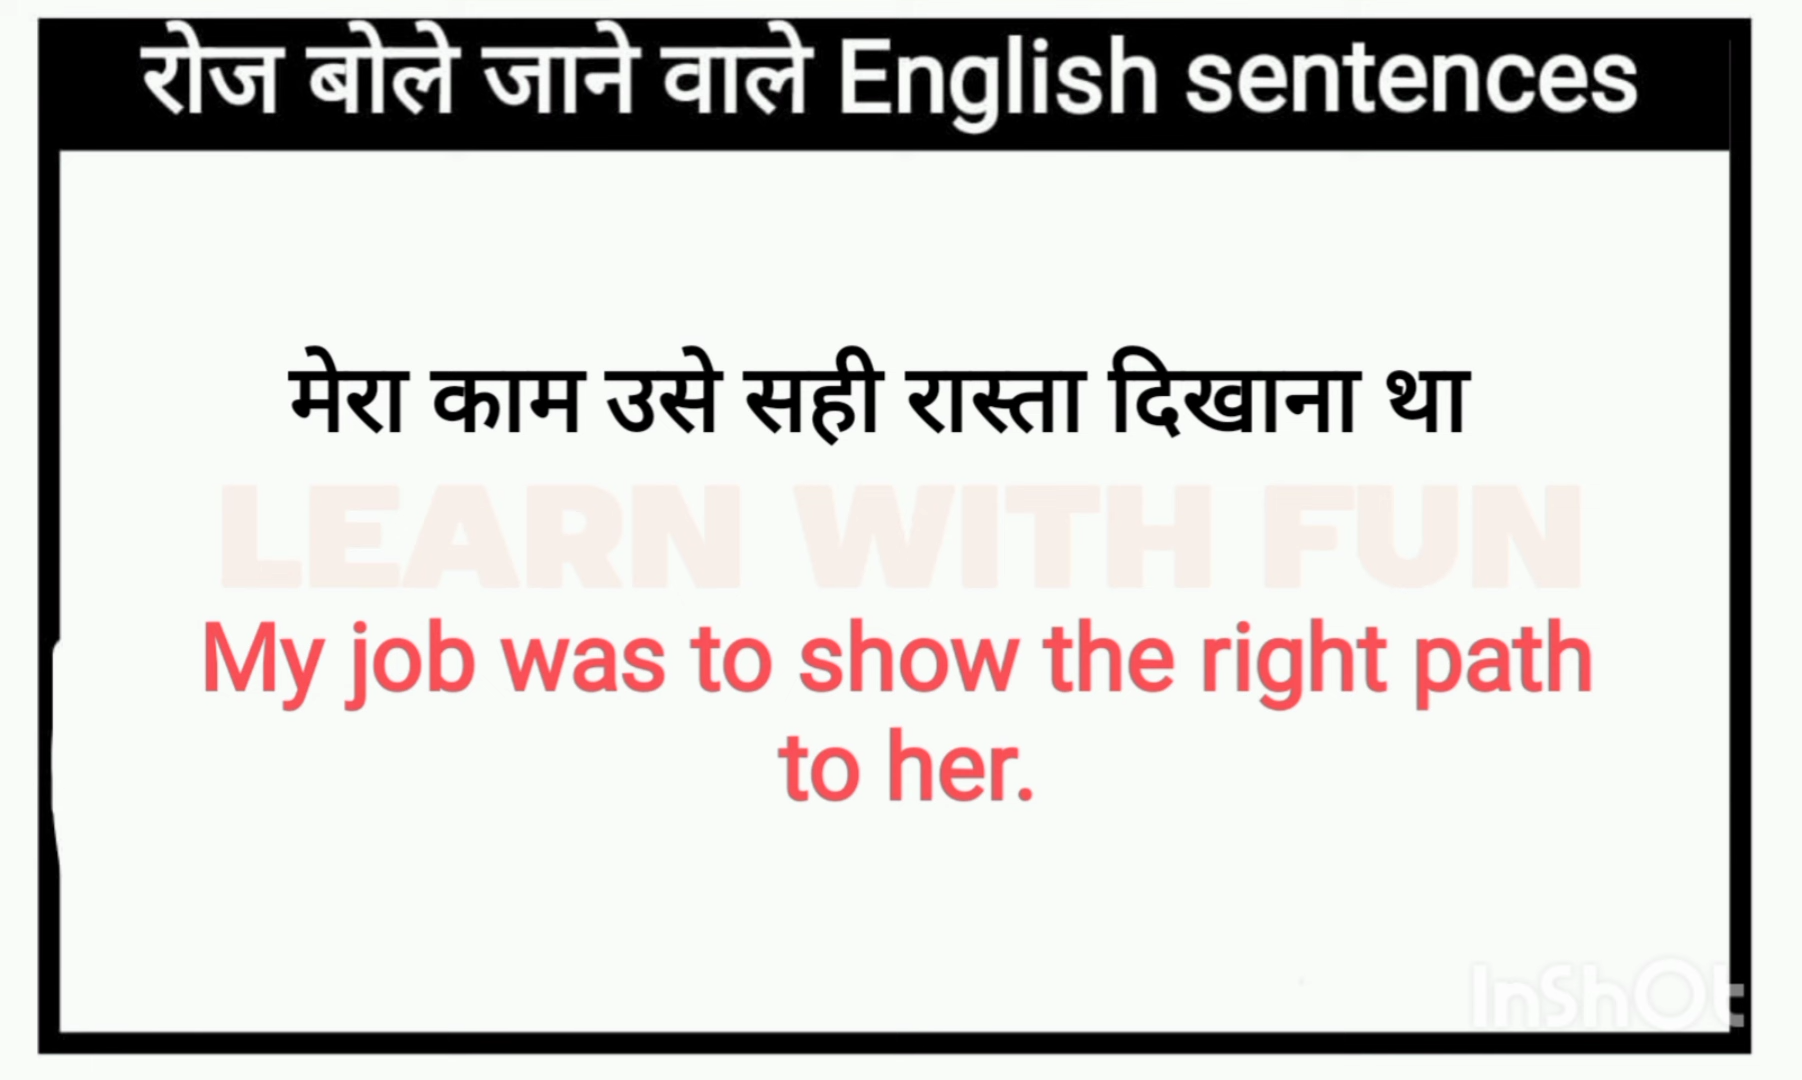 रोज बोले जाने वाले English sentences
मेरा काम उसे सही रास्ता दिखाना था
LEARN WITH FUN
My job was to show the right path
to her.
InShOt